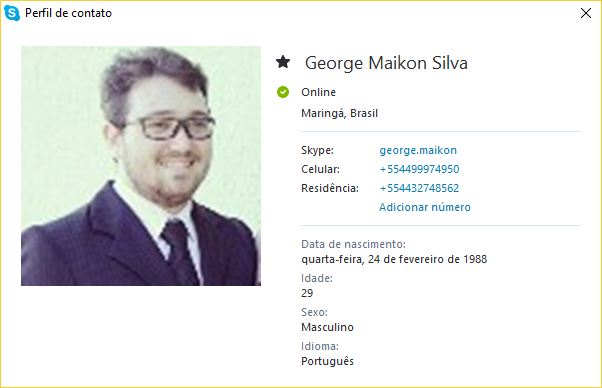 Perfil de contato
George Maikon Silva
Online
Maringá, Brasil
Skype: george.maikon
Celular: +554499974950
Residência: +554432748562
Adicionar número
Data de nascimento:
quarta-feira, 24 de fevereiro de 1988
Idade:
29
Sexo:
Masculino
Idioma:
Português